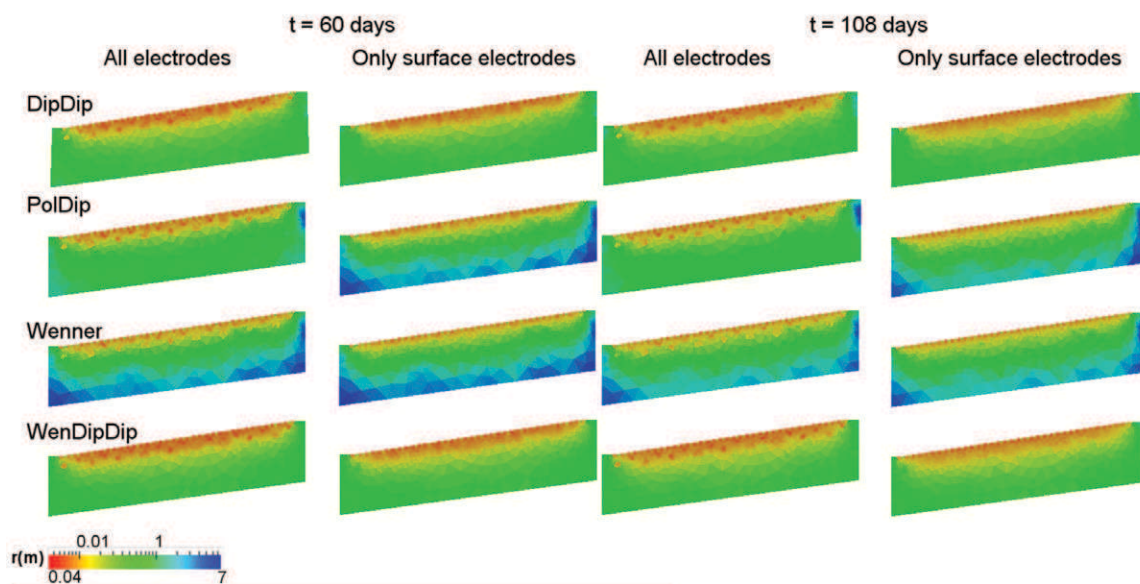 t = 60 days t = 108 days
All electrodes Only surface electrodes All electrodes Only surface electrodes
DipDip
PolDip
Wenner
WenDipDip
0.01 1
r(m)
0.04 7